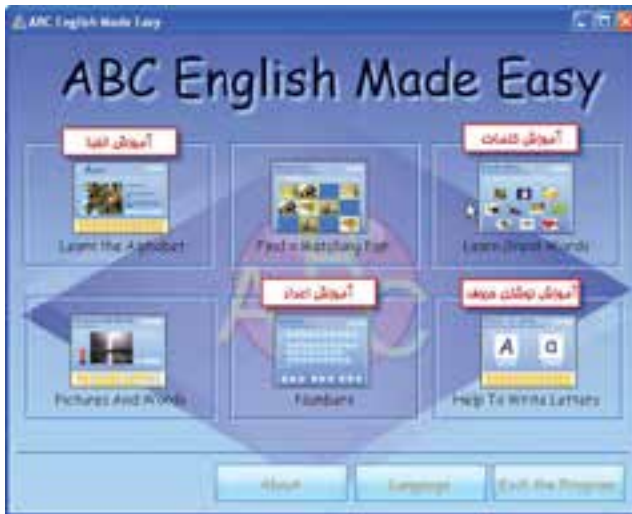 ABC English Made Easy
ABC English Made Easy
آموزش الفبا
آموزش کلمات
Learn the Alphabet
Find a Matching Pair
Learn Great Words
آموزش اعداد
آموزش نوشتن حروف
ABC
A a
Pictures And Words
Numbers
Help To Write Letters
About
Language
Exit the Program